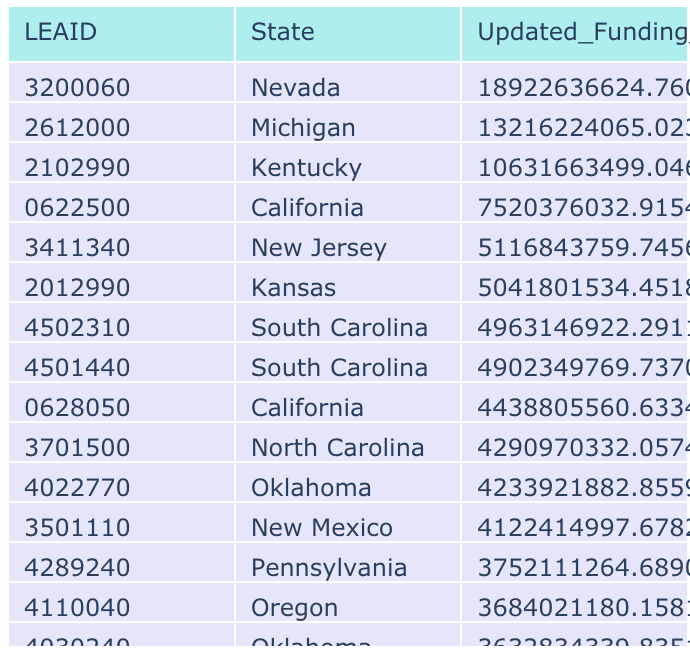 LEAID State Updated_Funding
3200060 Nevada 18922636624.760
2612000 Michigan 13216224065.023
2102990 Kentucky 10631663499.046
0622500 California 7520376032.9154
3411340 New Jersey 5116843759.7456
2012990 Kansas 5041801534.4518
4502310 South Carolina 4963146922.2911
4501440 South Carolina 4902349769.7370
0628050 California 4438805560.6334
3701500 North Carolina 4290970332.0574
4022770 Oklahoma 4233921882.8559
3501110 New Mexico 4122414997.6782
4289240 Pennsylvania 3752111264.6890
4110040 Oregon 3684021180.1581
4030240 Oklahoma